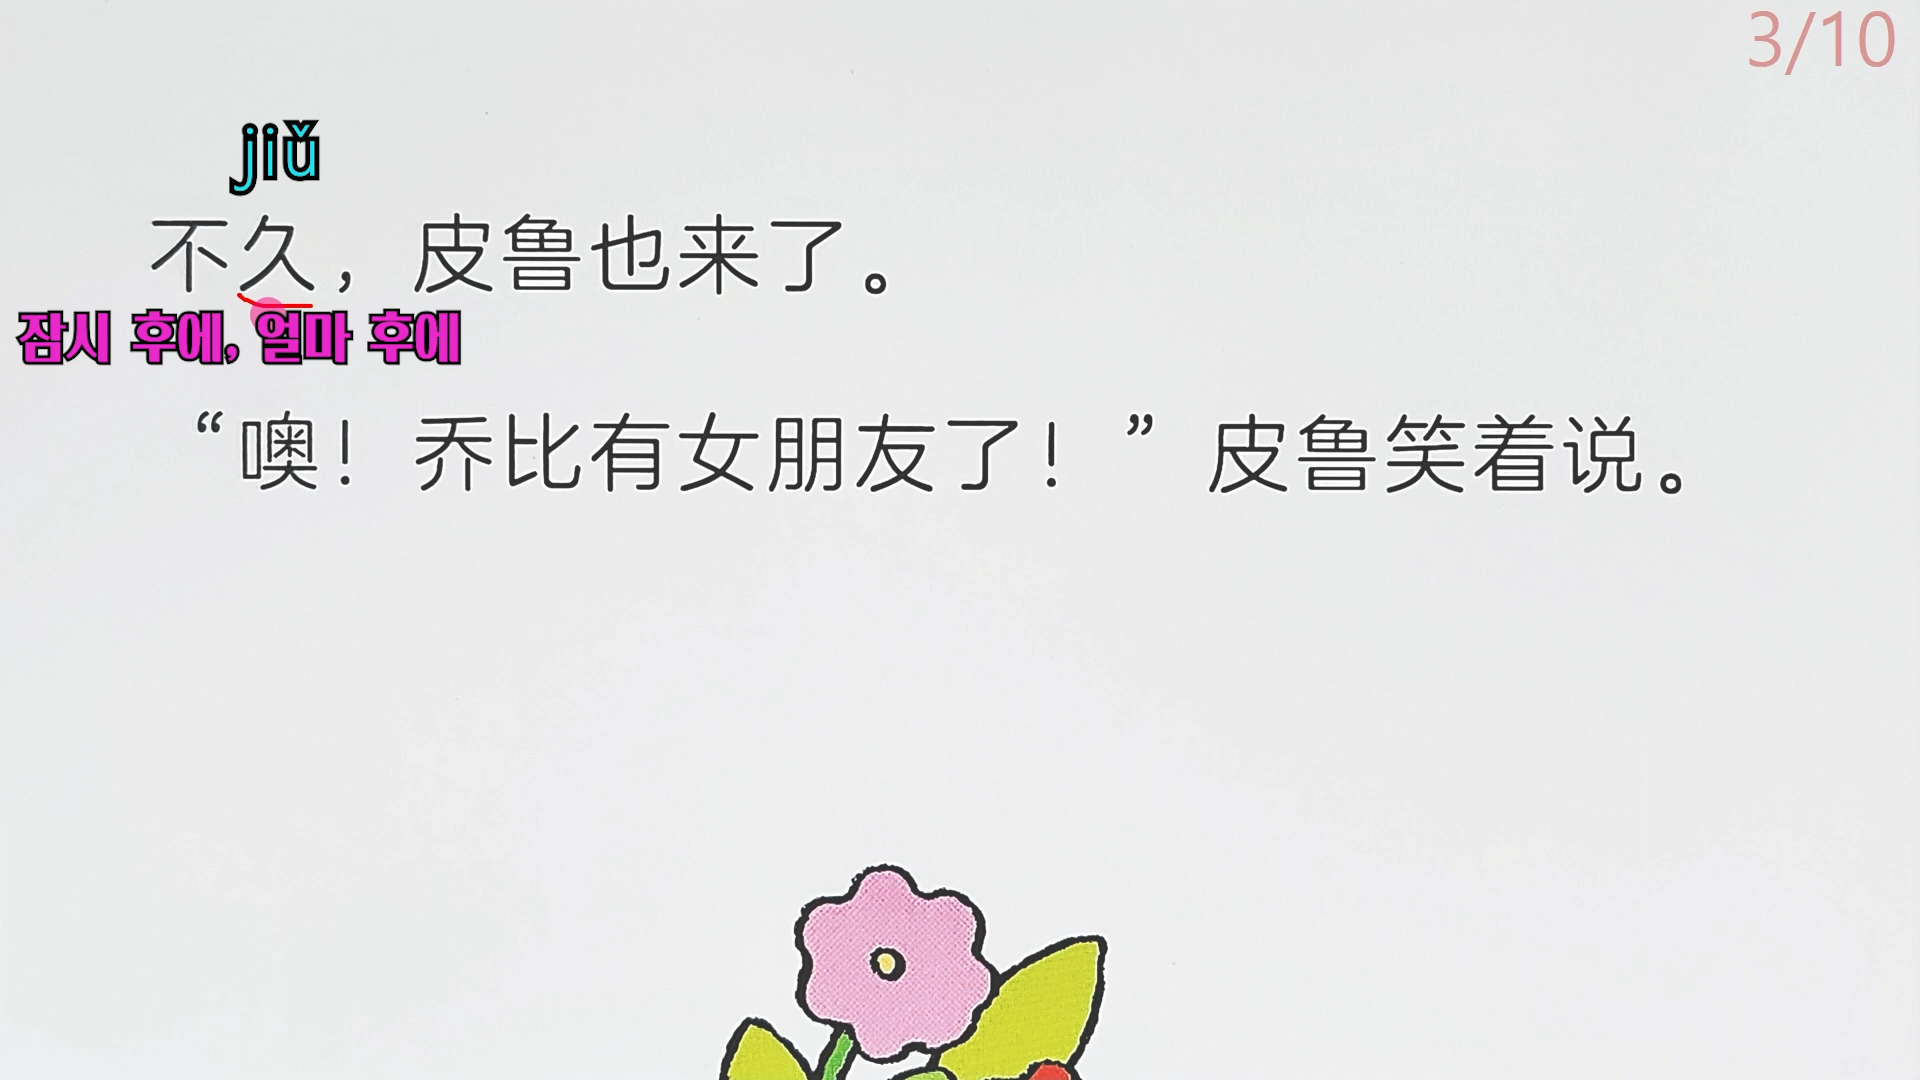 3/10
jiǔ
不久，皮鲁也来了。
잠시 후에, 얼마 후에
“噢！乔比有女朋友了！”皮鲁笑着说。